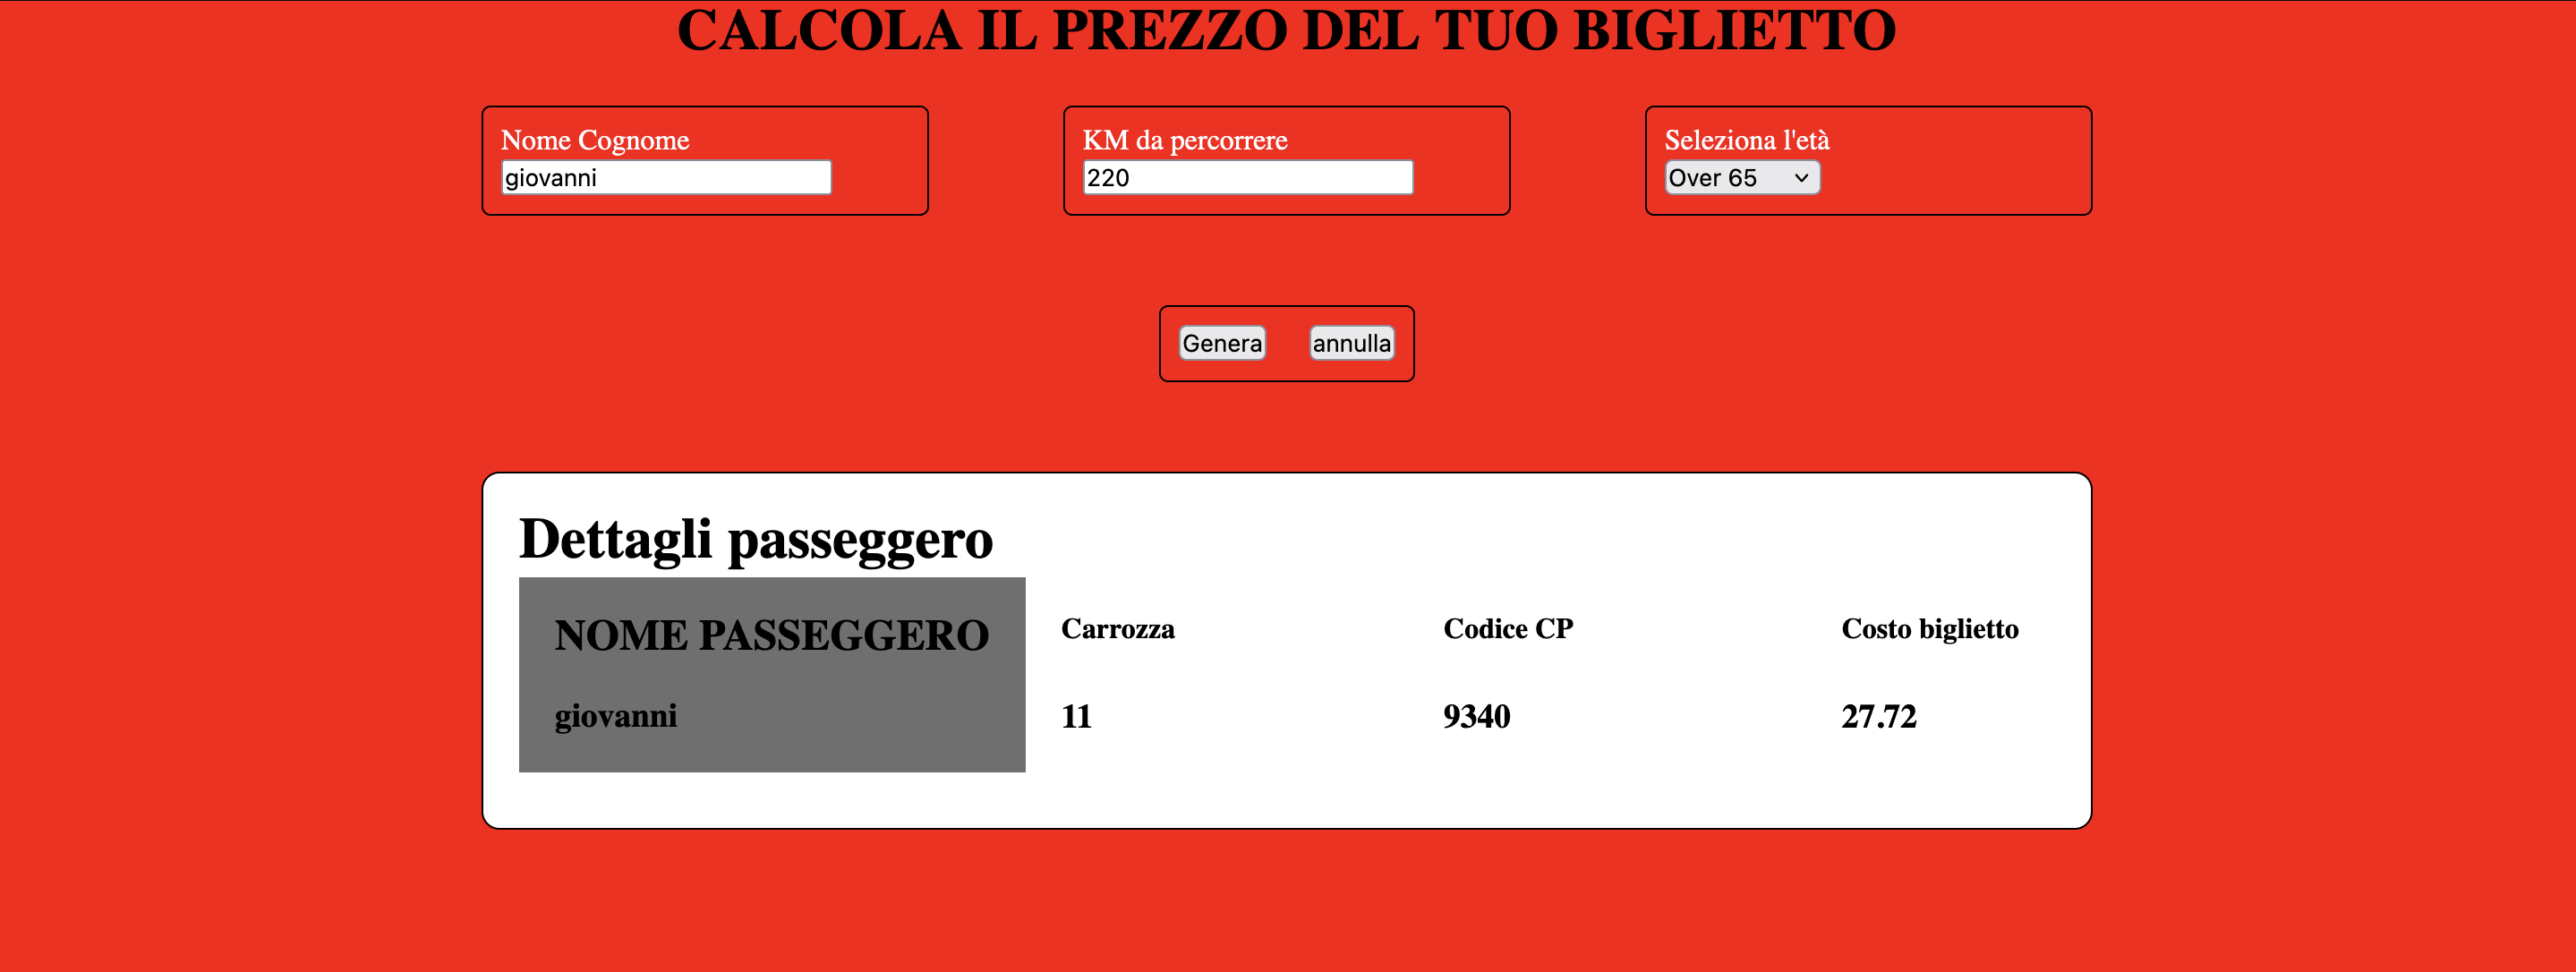 CALCOLA IL PREZZO DEL TUO BIGLIETTO
Nome Cognome
giovanni
KM da percorrere
220
Seleziona l'età
Over 65
Genera
annulla
Dettagli passeggero
NOME PASSEGGERO
giovanni
Carrozza
11
Codice CP
9340
Costo biglietto
27.72